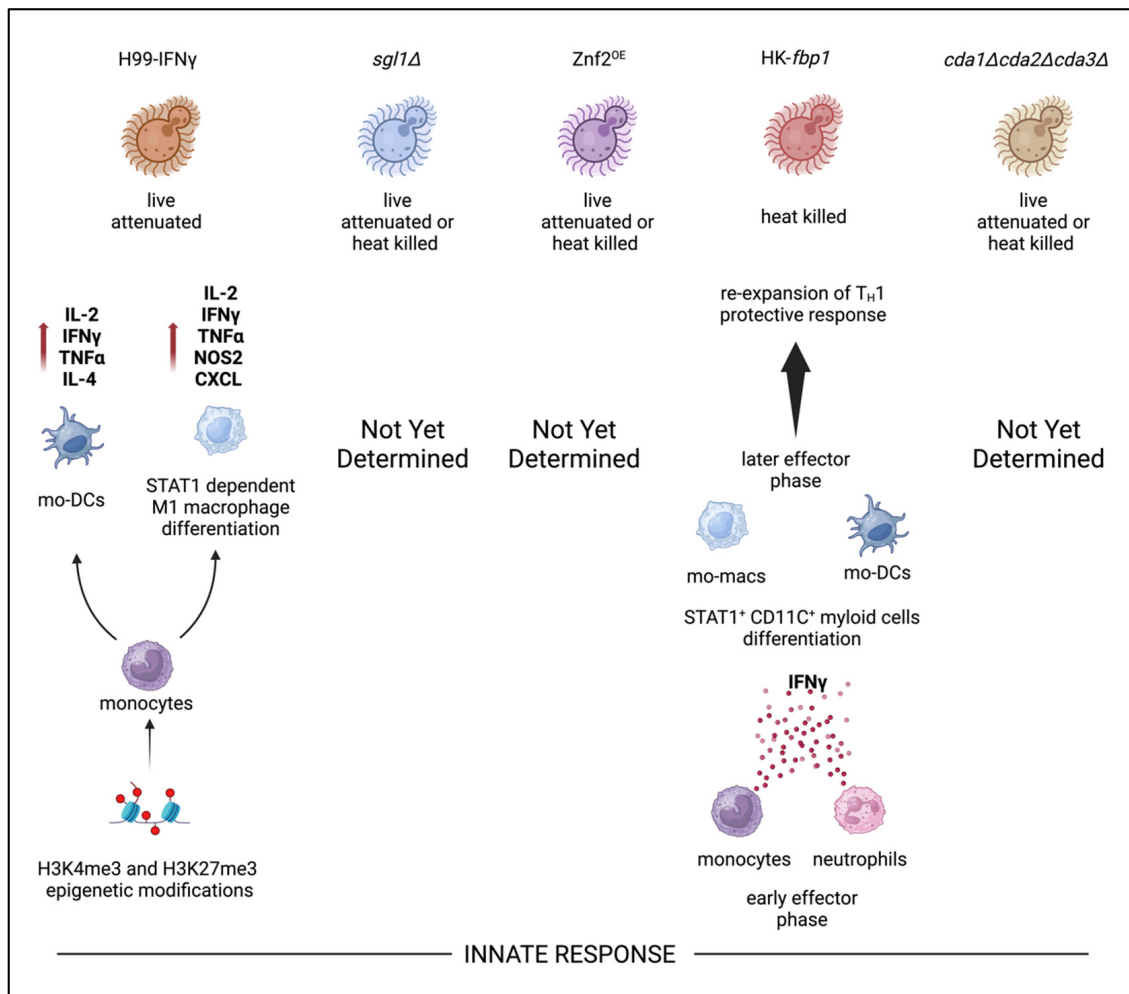 H99-IFNγ
live
attenuated
IL-2
IFNγ
TNFα
IL-4
mo-DCs
IL-2
IFNγ
TNFα
NOS2
CXCL
STAT1 dependent
M1 macrophage
differentiation
monocytes
H3K4me3 and H3K27me3
epigenetic modifications
sgl1Δ
live
attenuated or
heat killed
Not Yet
Determined
Znf2ᴼᴱ
live
attenuated or
heat killed
Not Yet
Determined
HK-fbp1
heat killed
re-expansion of TH1
protective response
later effector
phase
mo-macs
mo-DCs
STAT1⁺ CD11C⁺ myloid cells
differentiation
IFNγ
monocytes
neutrophils
early effector
phase
cda1Δcda2Δcda3Δ
live
attenuated or
heat killed
Not Yet
Determined
INNATE RESPONSE